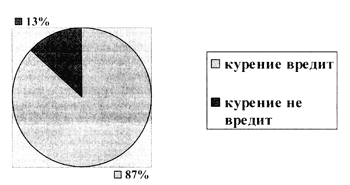 13%
курение вредит
курение не
вредит
87%